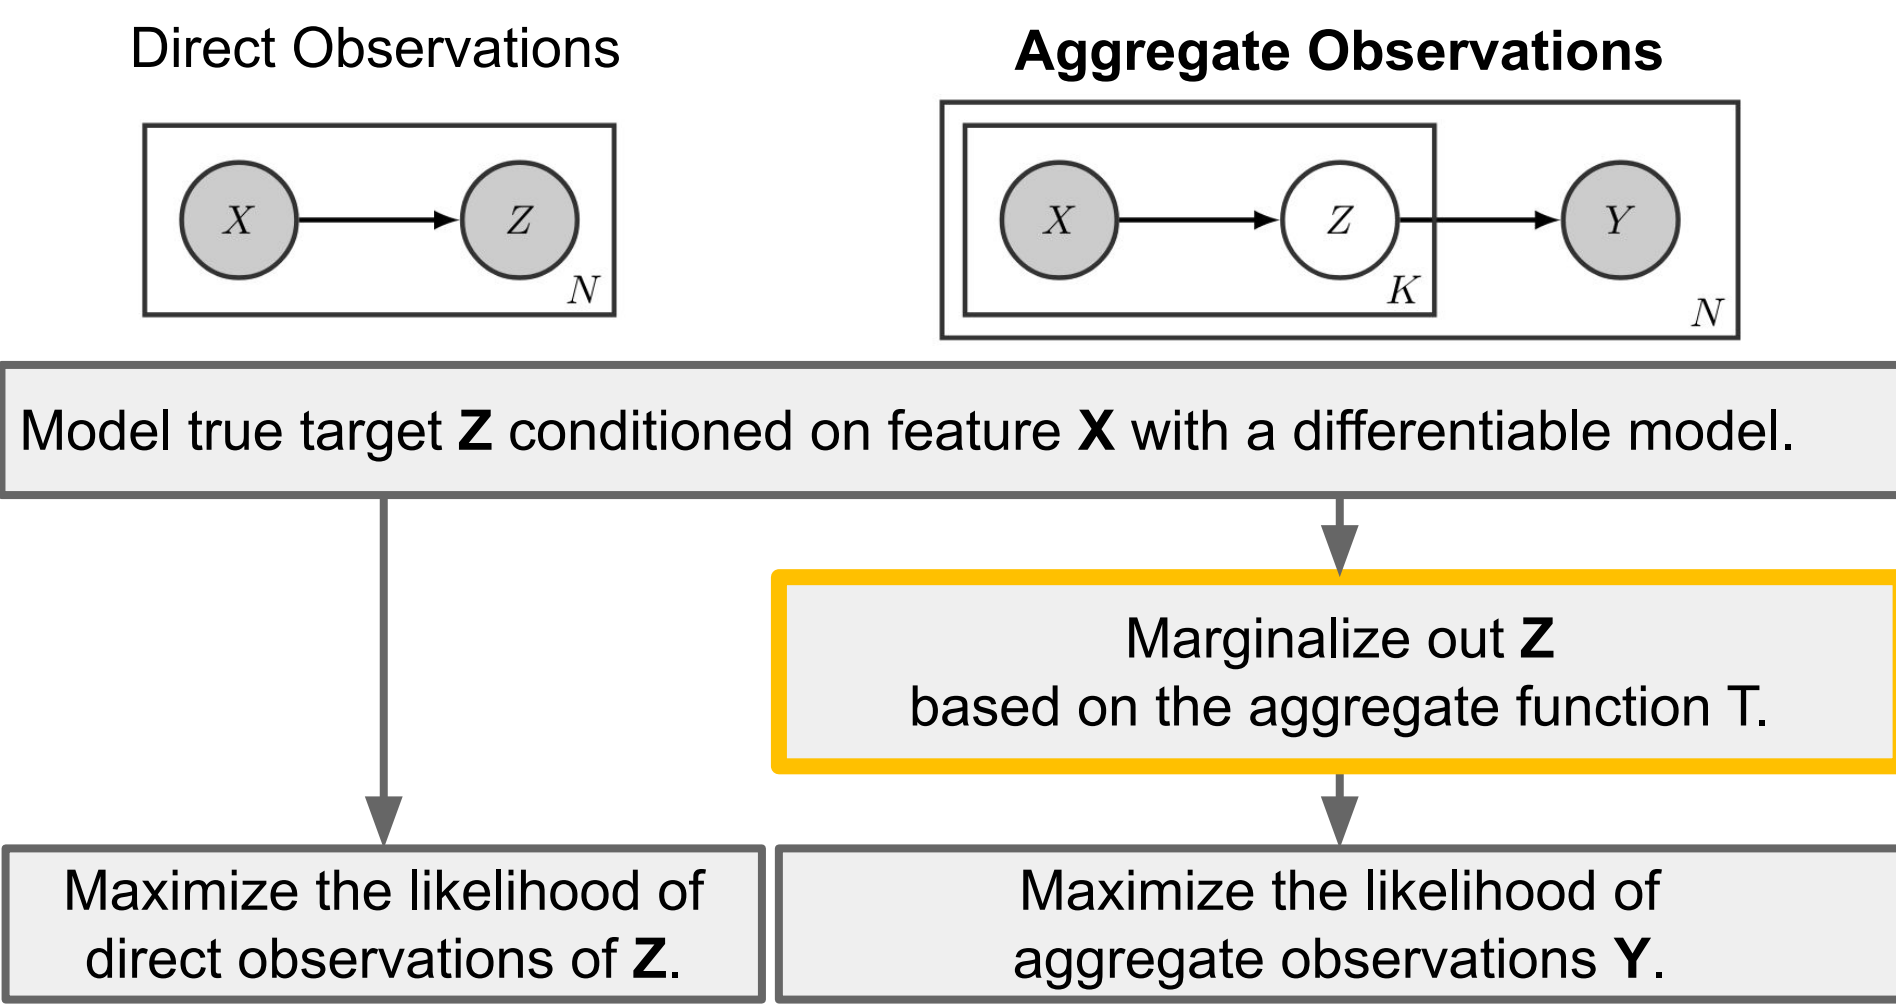 Direct Observations
X
Z
N
Aggregate Observations
X
Z
Y
K
N
Model true target Z conditioned on feature X with a differentiable model.
Marginalize out Z
based on the aggregate function T.
Maximize the likelihood of
direct observations of Z.
Maximize the likelihood of
aggregate observations Y.